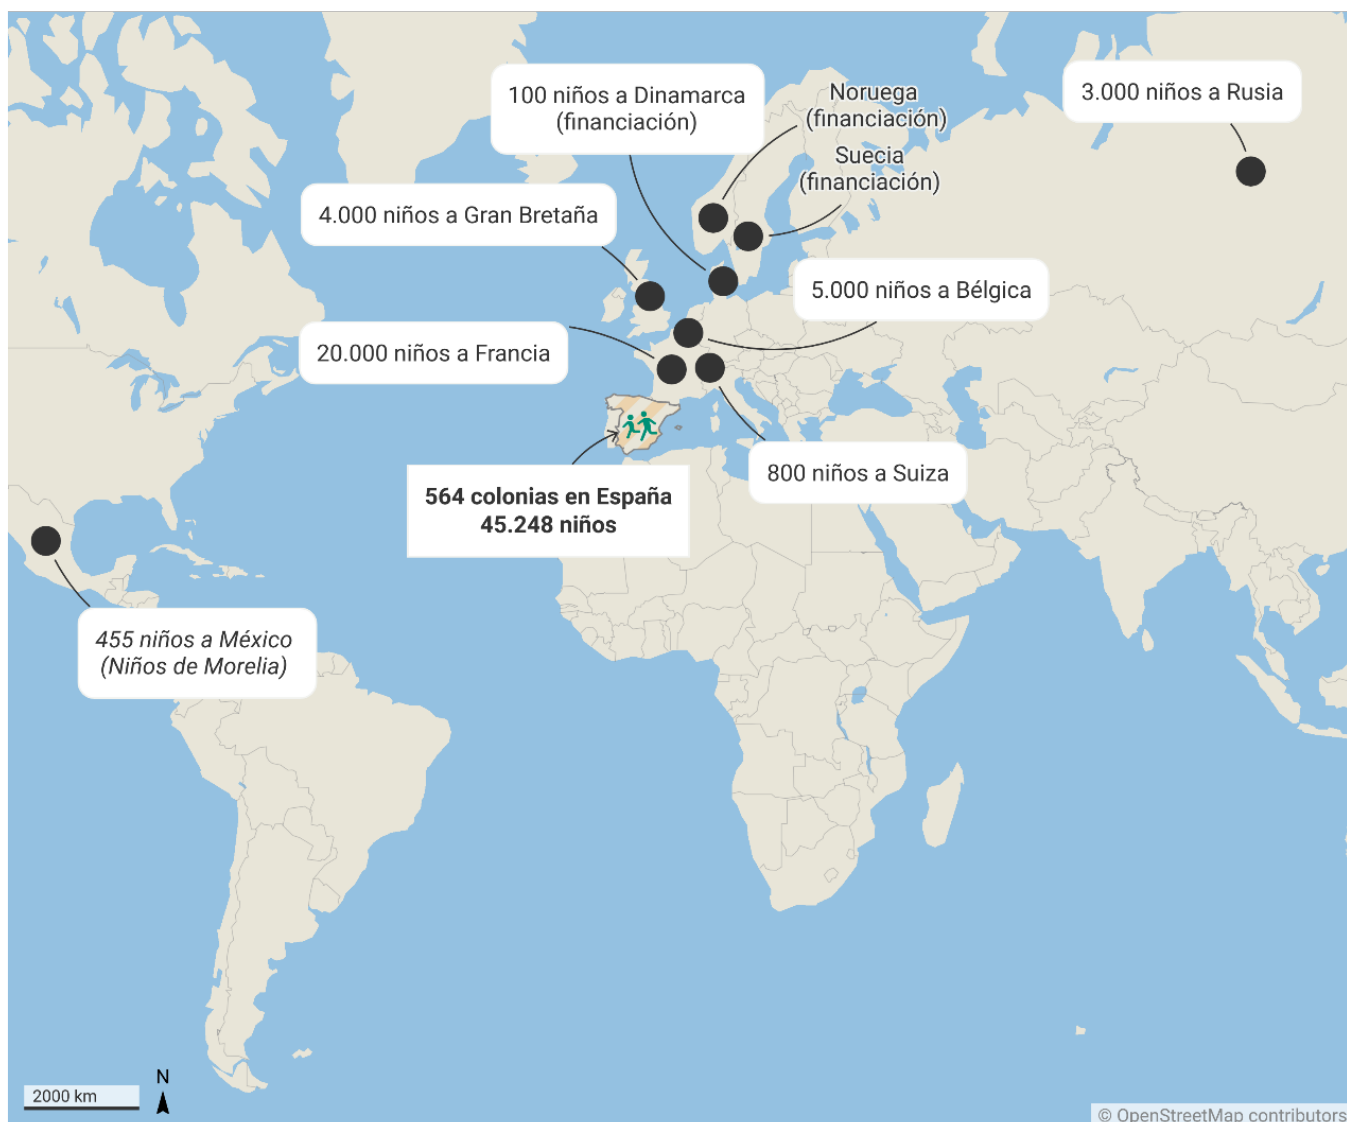 100 niños a Dinamarca
(financiación)
Noruega
(financiación)
Suecia
(financiación)
3.000 niños a Rusia
4.000 niños a Gran Bretaña
5.000 niños a Bélgica
20.000 niños a Francia
800 niños a Suiza
564 colonias en España
45.248 niños
455 niños a México
(Niños de Morelia)
2000 km
N
© OpenStreetMap contributors